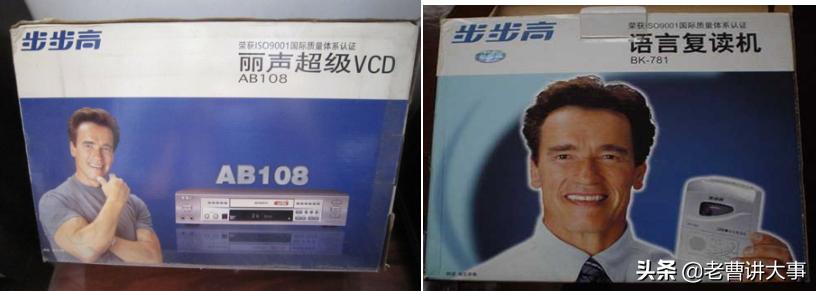 步步高
荣获ISO9001国际质量体系认证
丽声超级VCD
AB108
AB108
步步高
荣获ISO9001国际质量体系认证
语言复读机
BK-781
头条 @老曹讲大事